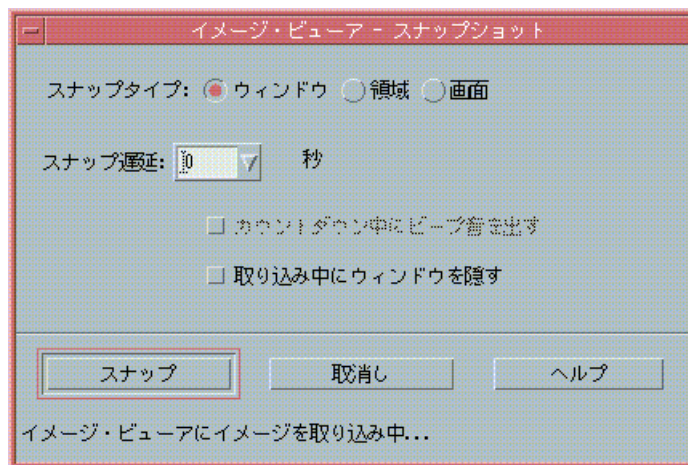 イメージ・ビューア - スナップショット
スナップタイプ: ウィンドウ 領域 画面
スナップ遅延: 0 秒
カウントダウン中にビープ音を出す
取り込み中にウィンドウを隠す
スナップ 取消し ヘルプ
イメージ・ビューアにイメージを取り込み中...